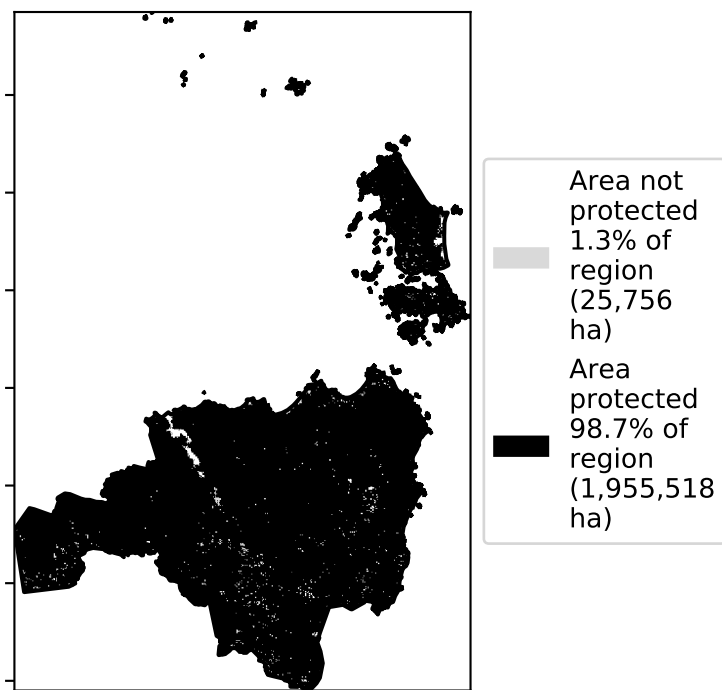 Area not
protected
1.3% of
region
(25,756
ha)
Area
protected
98.7% of
region
(1,955,518
ha)